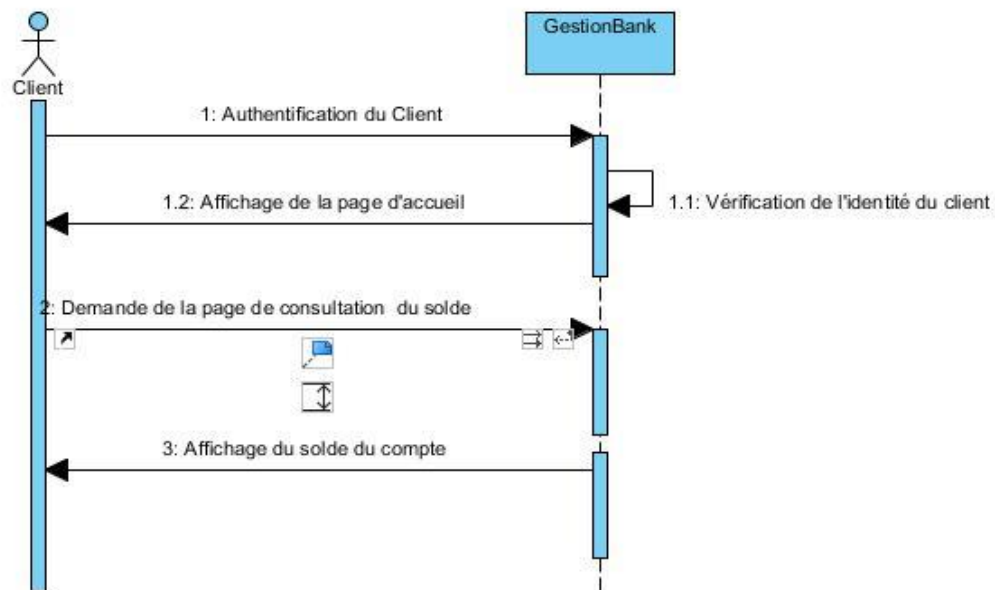 Client
GestionBank
1: Authentification du Client
1.1: Vérification de l'identité du client
1.2: Affichage de la page d'accueil
2: Demande de la page de consultation  du solde
3: Affichage du solde du compte